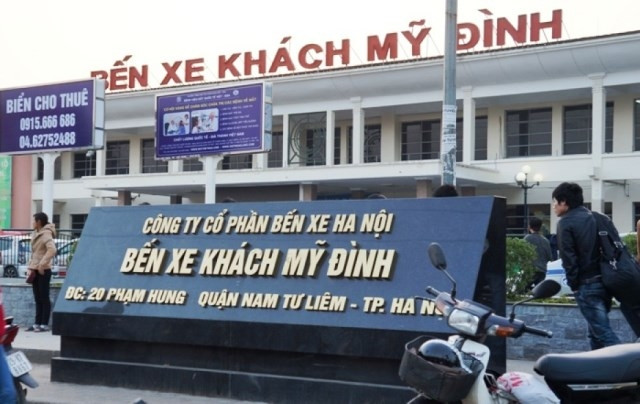 BẾN XE KHÁCH MỸ ĐÌNH
BIỂN CHO THUÊ
0915.666 686
04.62752488
CÔNG TY CỔ PHẦN BẾN XE HÀ NỘI
BẾN XE KHÁCH MỸ ĐÌNH
ĐC: 20 PHẠM HÙNG QUẬN NAM TỪ LIÊM - TP. HÀ